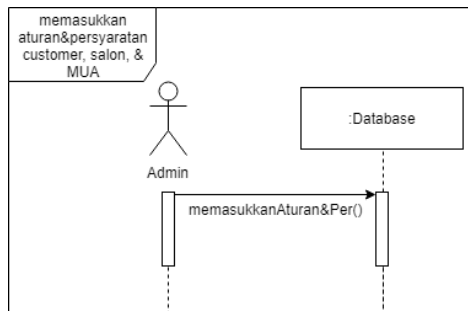 memasukkan
aturan&persyaratan
customer, salon, &
MUA
:Database
Admin
memasukkanAturan&Per()